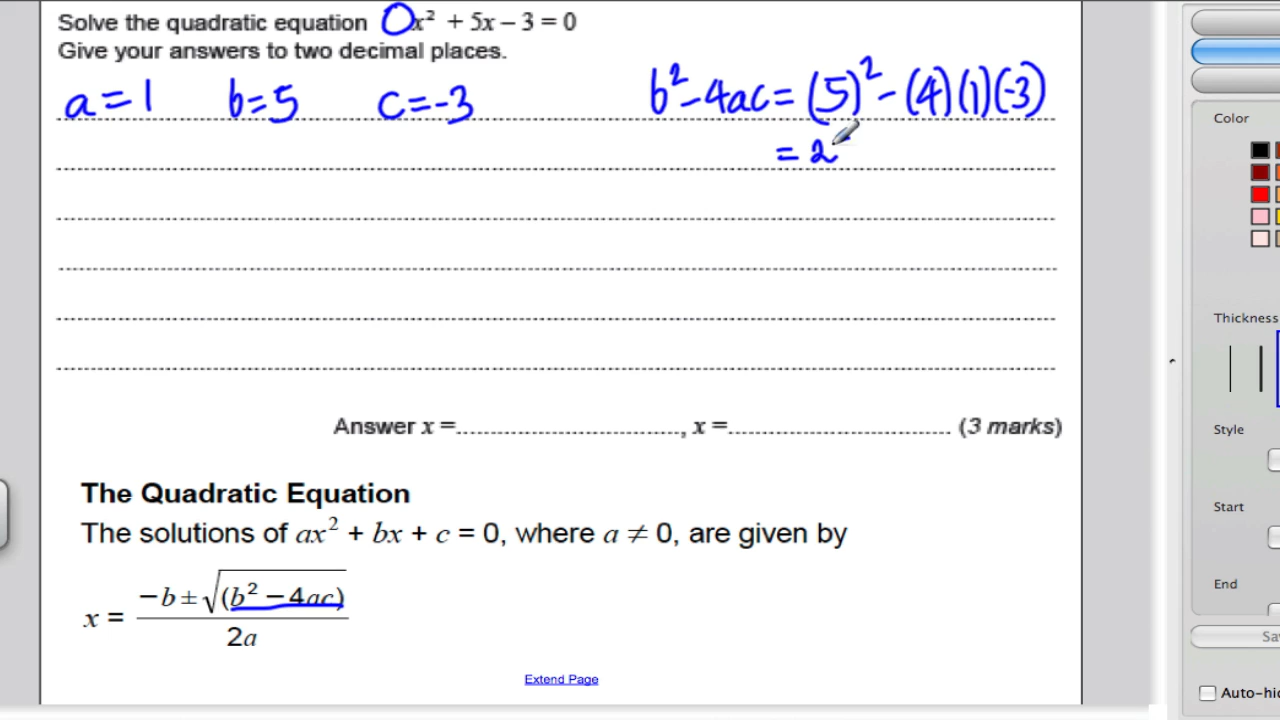 Solve the quadratic equation x² + 5x – 3 = 0
Give your answers to two decimal places.
a = 1 b = 5 c = -3 b² - 4ac = (5)² - (4)(1)(-3)
= 2
Answer x = , x = (3 marks)
The Quadratic Equation
The solutions of ax² + bx + c = 0, where a ≠ 0, are given by
x = −b ± √(b² − 4ac) / 2a
Extend Page
Color
Thickness
Style
Start
End
Auto-hi